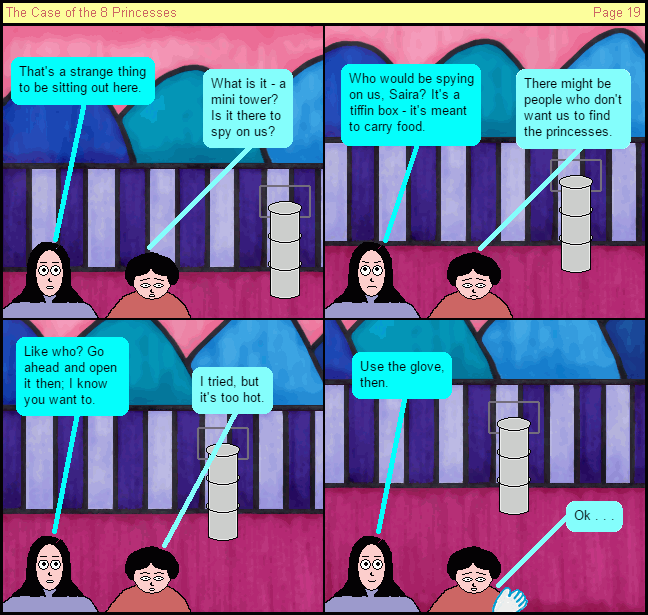 The Case of the 8 Princesses
Page 19
That's a strange thing
to be sitting out here.
What is it - a
mini tower?
Is it there to
spy on us?
Who would be spying
on us, Saira? It's a
tiffin box - it's meant
to carry food.
There might be
people who don't
want us to find
the princesses.
Like who? Go
ahead and open
it then; I know
you want to.
I tried, but
it's too hot.
Use the glove,
then.
Ok . . .